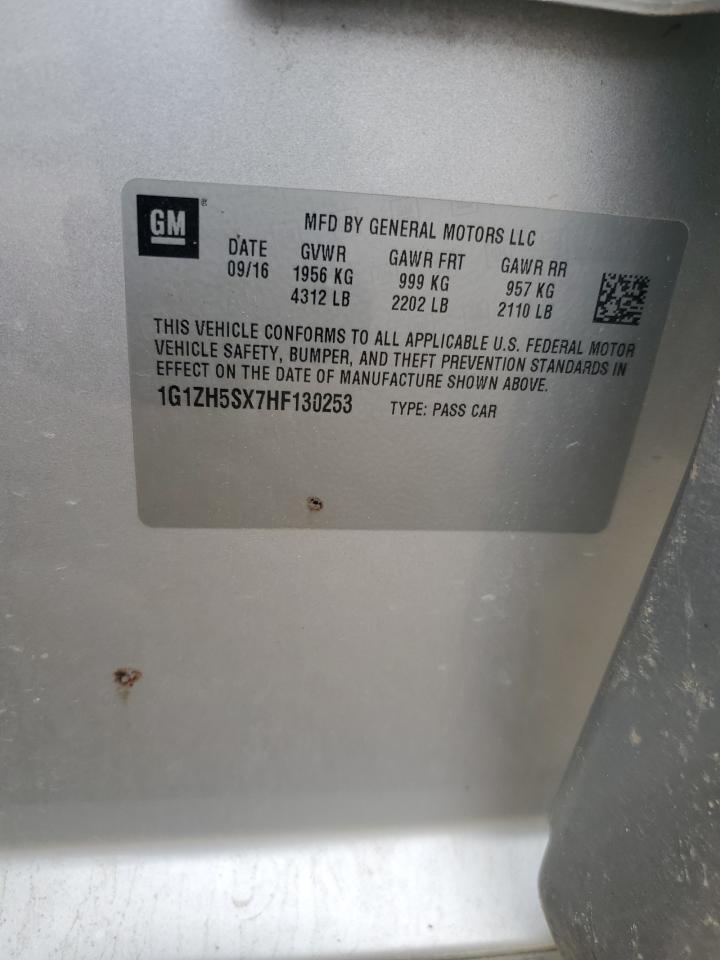 GM®
MFD BY GENERAL MOTORS LLC
DATE GVWR GAWR FRT GAWR RR
09/16 1956 KG 999 KG 957 KG
4312 LB 2202 LB 2110 LB
THIS VEHICLE CONFORMS TO ALL APPLICABLE U.S. FEDERAL MOTOR
VEHICLE SAFETY, BUMPER, AND THEFT PREVENTION STANDARDS IN
EFFECT ON THE DATE OF MANUFACTURE SHOWN ABOVE.
1G1ZH5SX7HF130253 TYPE: PASS CAR